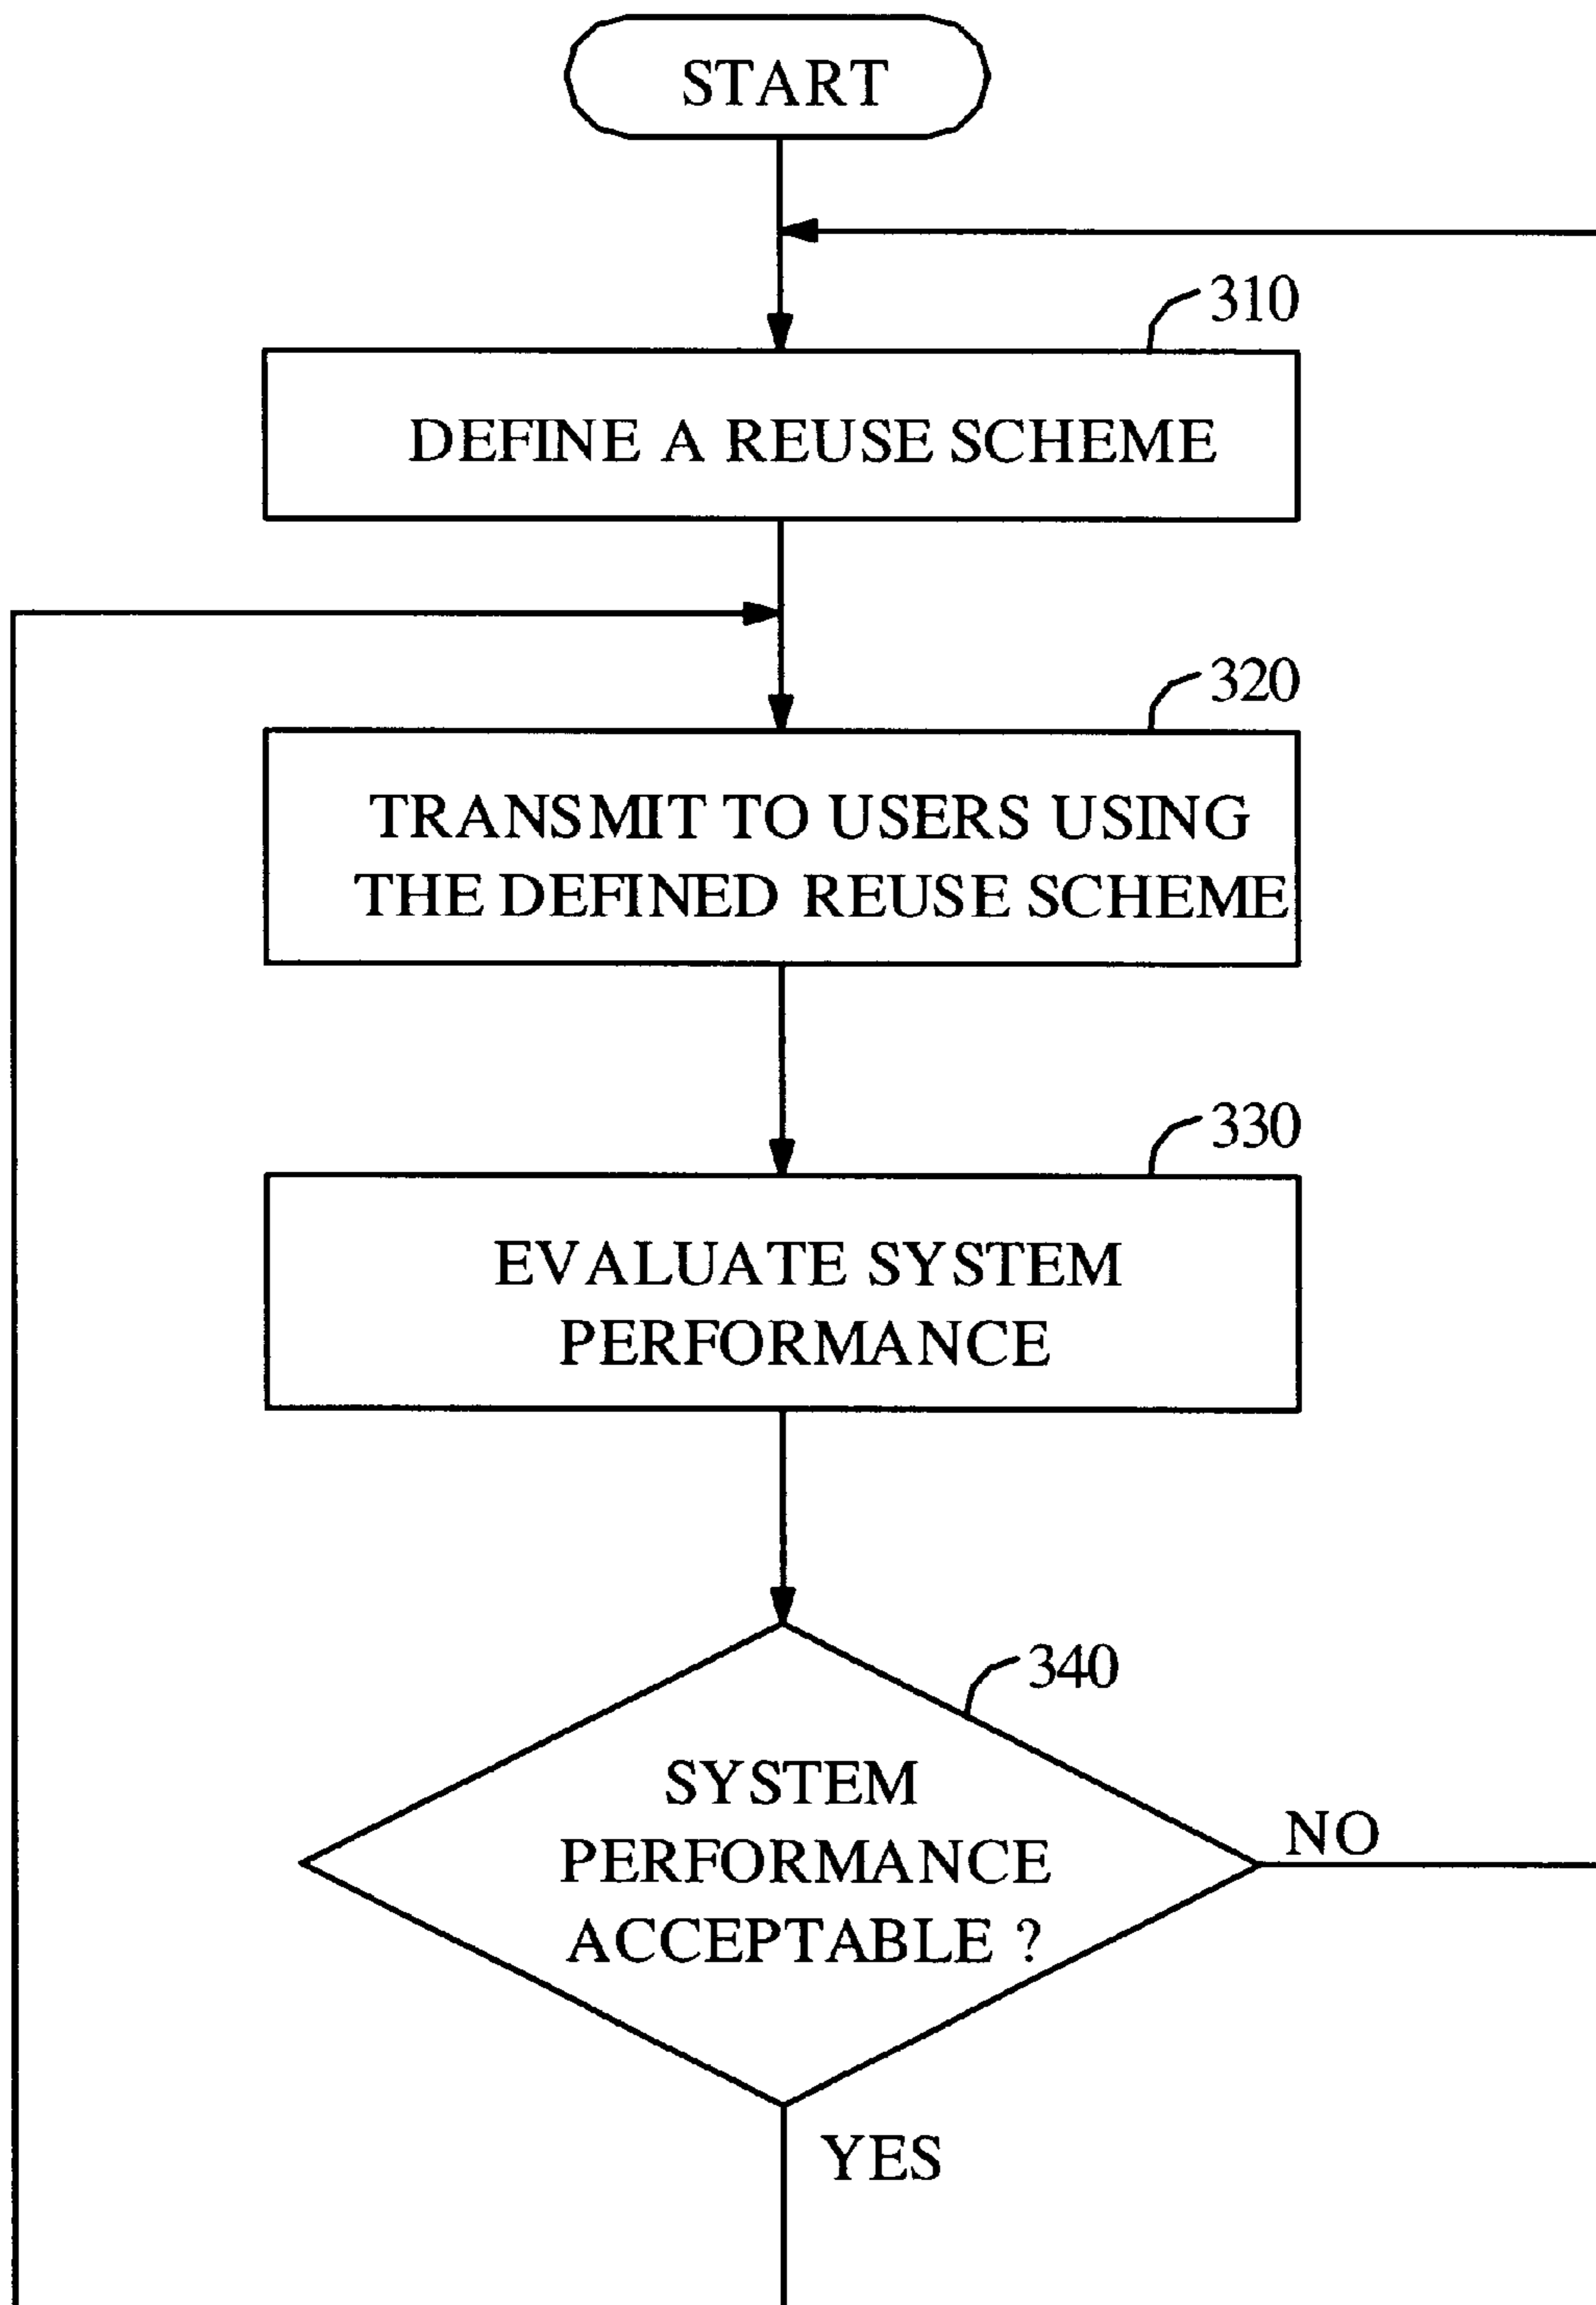 START
310
DEFINE A REUSE SCHEME
320
TRANSMIT TO USERS USING
THE DEFINED REUSE SCHEME
330
EVALUATE SYSTEM
PERFORMANCE
340
SYSTEM
PERFORMANCE
ACCEPTABLE ?
NO
YES